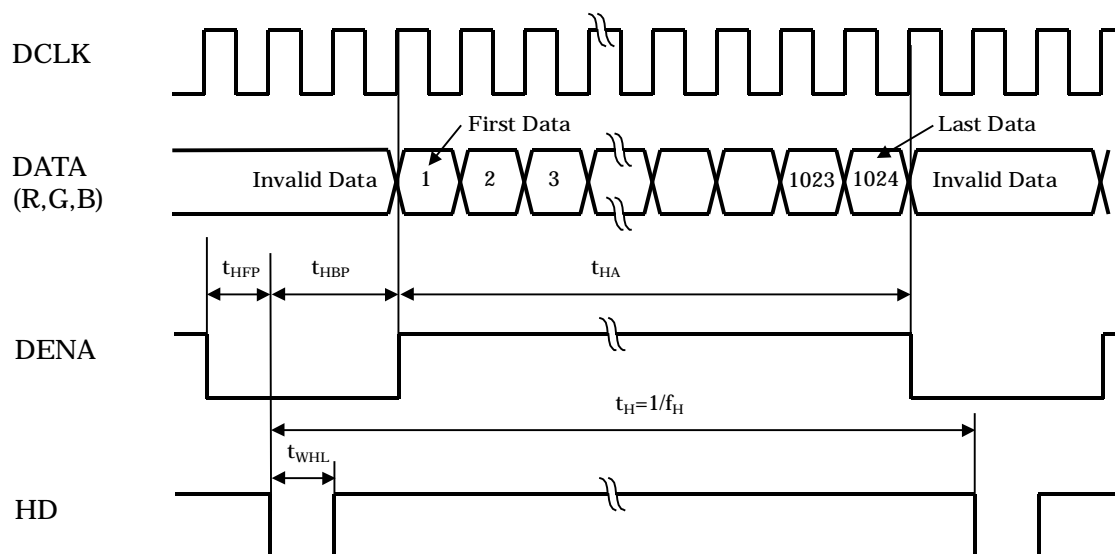 DCLK
First Data
Last Data
DATA
(R,G,B)
Invalid Data
1
2
3
1023
1024
Invalid Data
tHFP
tHBP
tHA
DENA
tH=1/fH
tWHL
HD